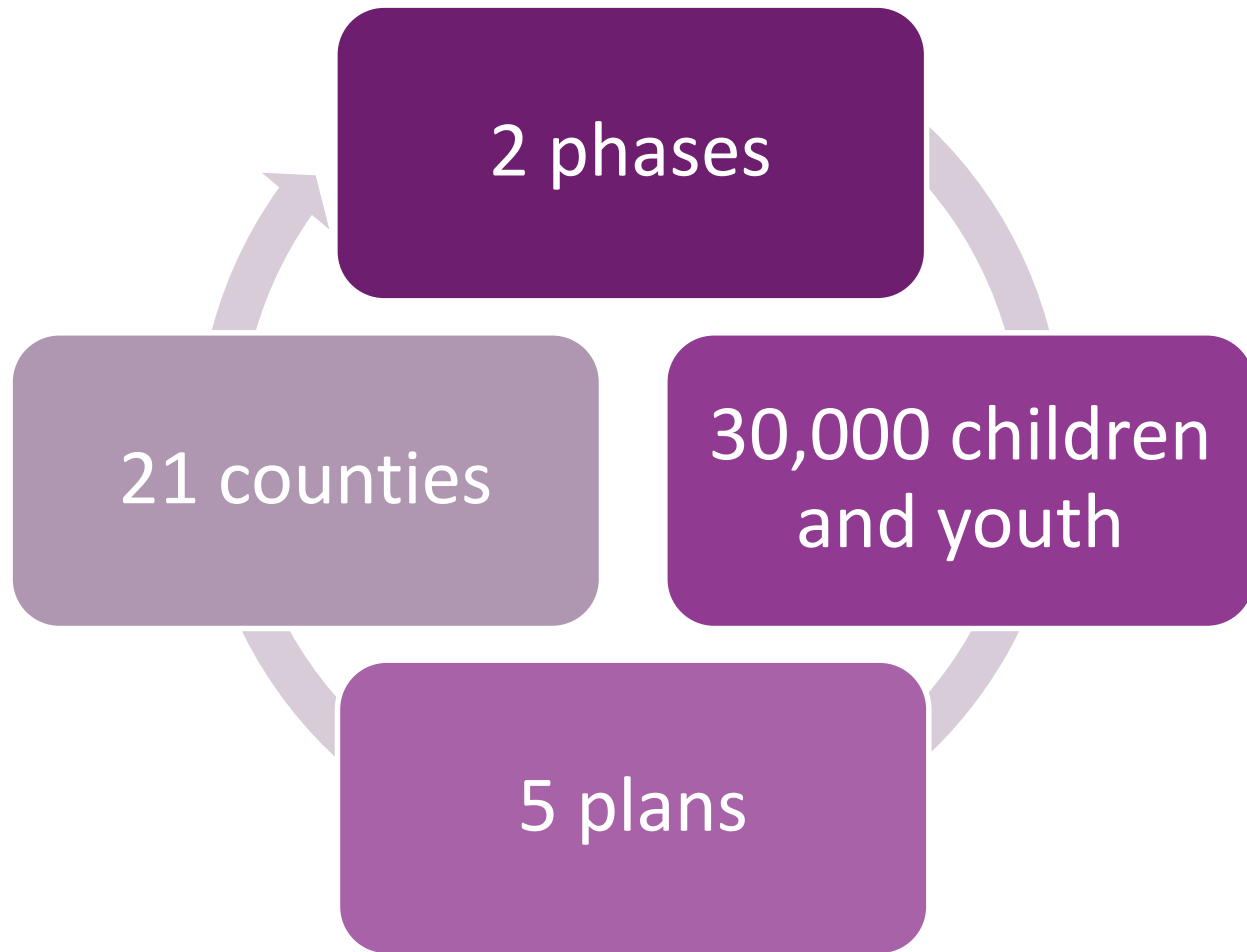 2 phases
30,000 children
and youth
5 plans
21 counties